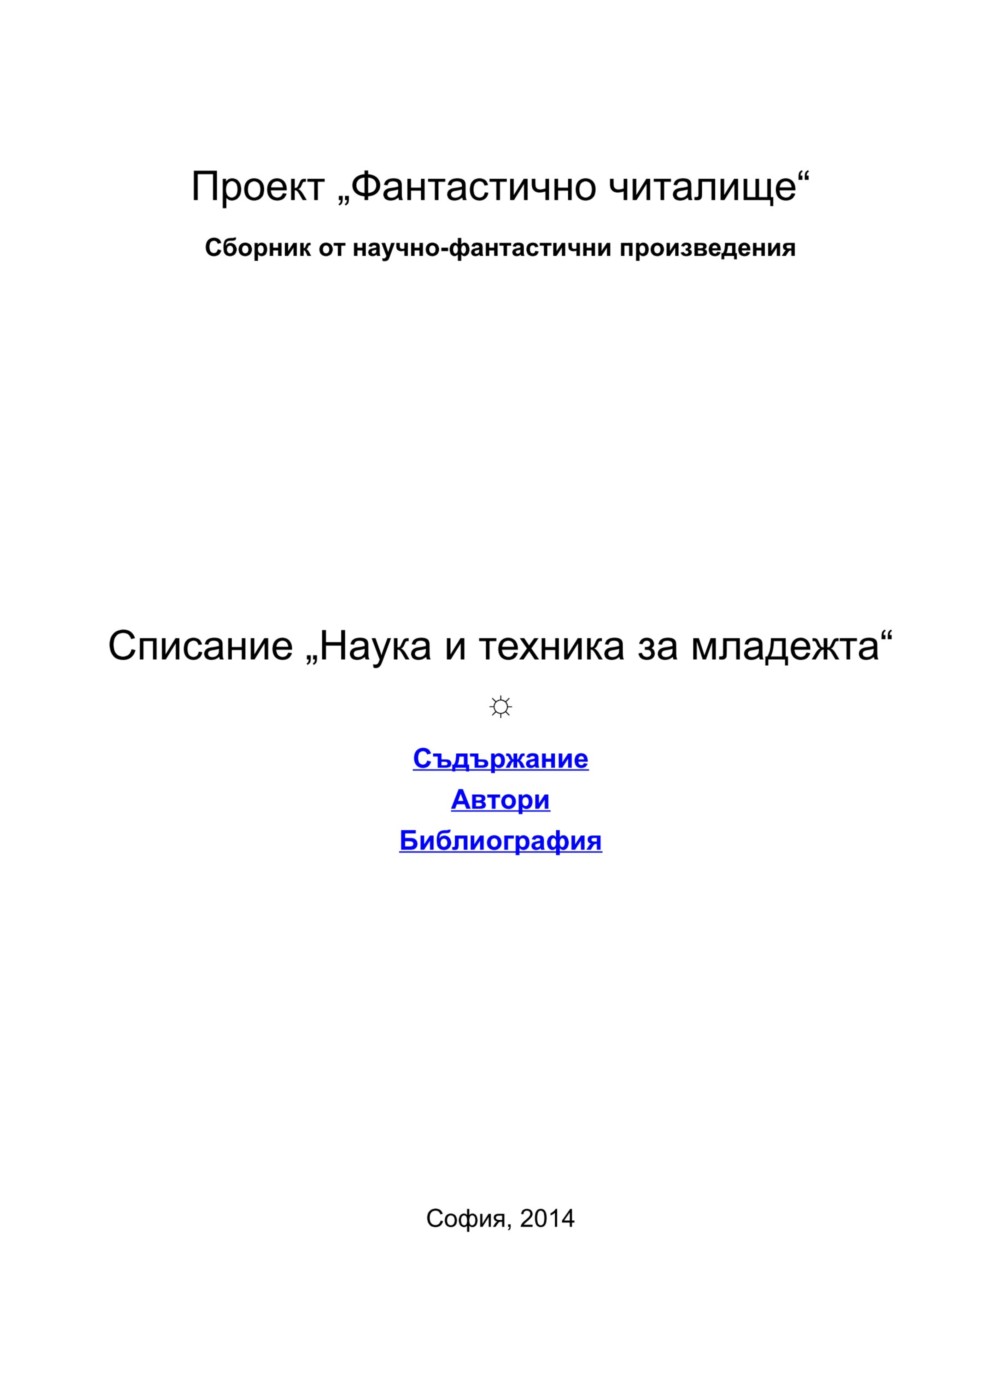 Проект „Фантастично читалище“
Сборник от научно-фантастични произведения
Списание „Наука и техника за младежта“
☼
Съдържание
Автори
Библиография
София, 2014